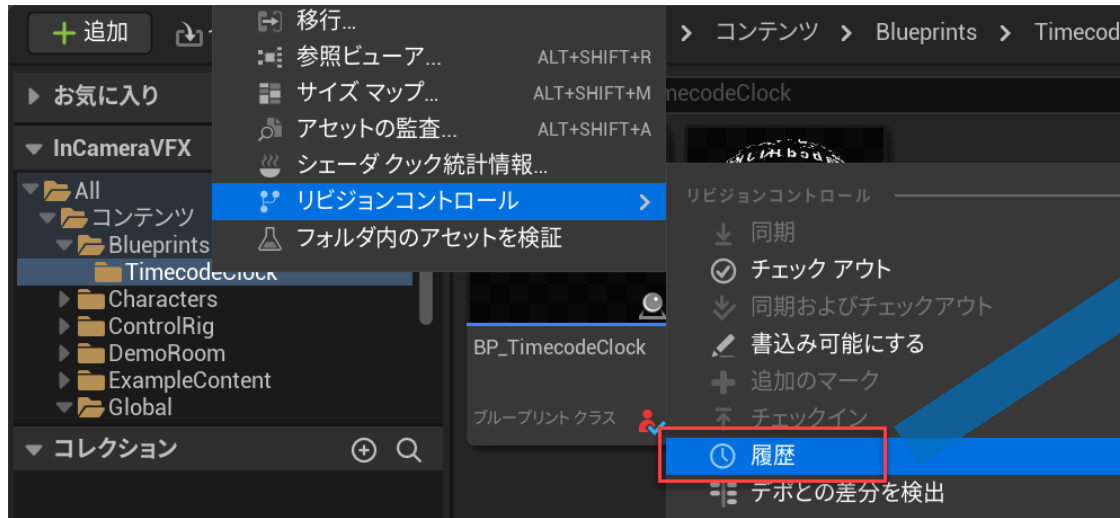 追加
移行...
コンテンツ Blueprints
参照ビューア... ALT+SHIFT+R
お気に入り
サイズ マップ... ALT+SHIFT+M
アセットの監査... ALT+SHIFT+A
InCameraVFX
シェーダ クック統計情報...
All
リビジョンコントロール
コンテンツ
フォルダ内のアセットを検証
Blueprints
TimecodeClock
Characters
ControlRig
DemoRoom
ExampleContent
Global
コレクション
BP_TimecodeClock
ブループリント クラス
リビジョンコントロール
同期
チェック アウト
同期およびチェックアウト
書込み可能にする
追加のマーク
チェックイン
履歴
デポとの差分を検出